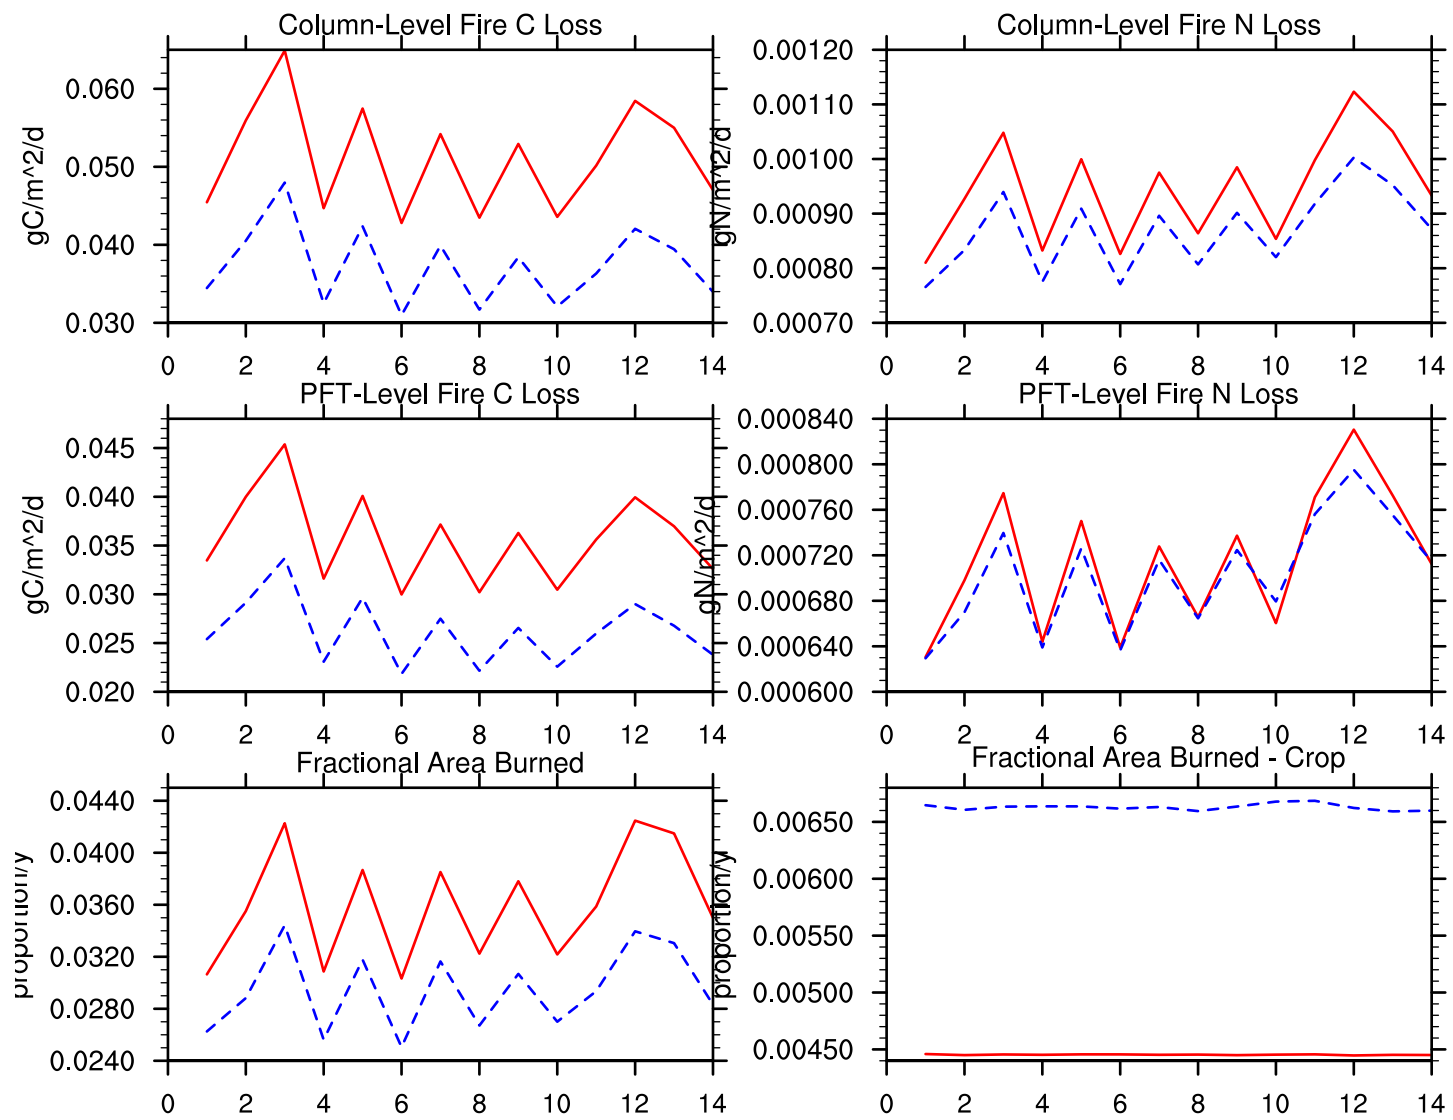 Column-Level Fire C Loss
gC/m^2/d
0.060
0.050
0.040
0.030
0 2 4 6 8 10 12 14
Column-Level Fire N Loss
gN/m^2/d
0.00120
0.00110
0.00100
0.00090
0.00080
0.00070
0 2 4 6 8 10 12 14
PFT-Level Fire C Loss
gC/m^2/d
0.045
0.040
0.035
0.030
0.025
0.020
0 2 4 6 8 10 12 14
PFT-Level Fire N Loss
gN/m^2/d
0.000840
0.000800
0.000760
0.000720
0.000680
0.000640
0.000600
0 2 4 6 8 10 12 14
Fractional Area Burned
proportion/y
0.0440
0.0400
0.0360
0.0320
0.0280
0.0240
0 2 4 6 8 10 12 14
Fractional Area Burned - Crop
proportion/y
0.00650
0.00600
0.00550
0.00500
0.00450
0 2 4 6 8 10 12 14